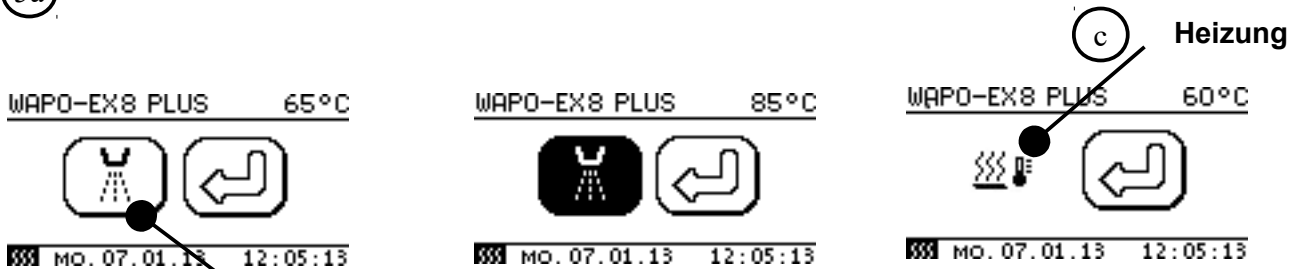 c Heizung
WAPO-EX8 PLUS 65°C
WAPO-EX8 PLUS 85°C
WAPO-EX8 PLUS 60°C
MO. 07.01.13 12:05:13
MO. 07.01.13 12:05:13
MO. 07.01.13 12:05:13